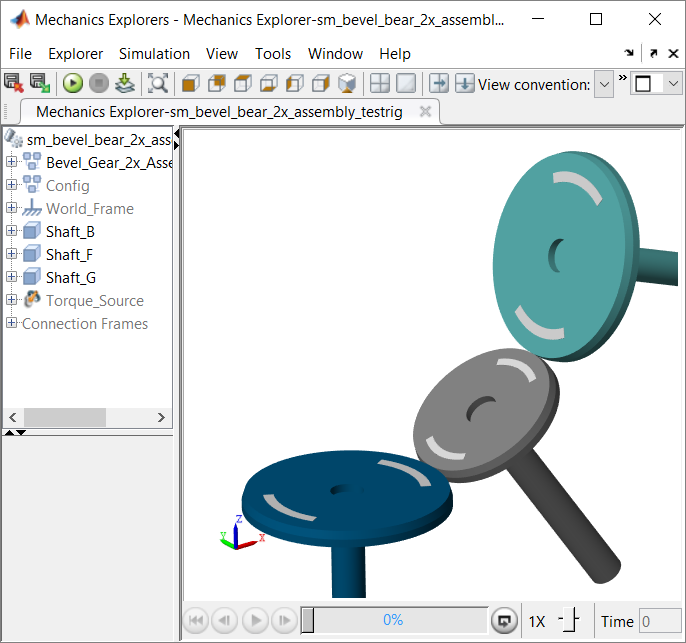 Mechanics Explorers - Mechanics Explorer-sm_bevel_bear_2x_assembl...
File Explorer Simulation View Tools Window Help
View convention:
Mechanics Explorer-sm_bevel_bear_2x_assembly_testrig
sm_bevel_bear_2x_ass
Bevel_Gear_2x_Asse
Config
World_Frame
Shaft_B
Shaft_F
Shaft_G
Torque_Source
Connection Frames
Z
Y
X
0% 1X Time 0